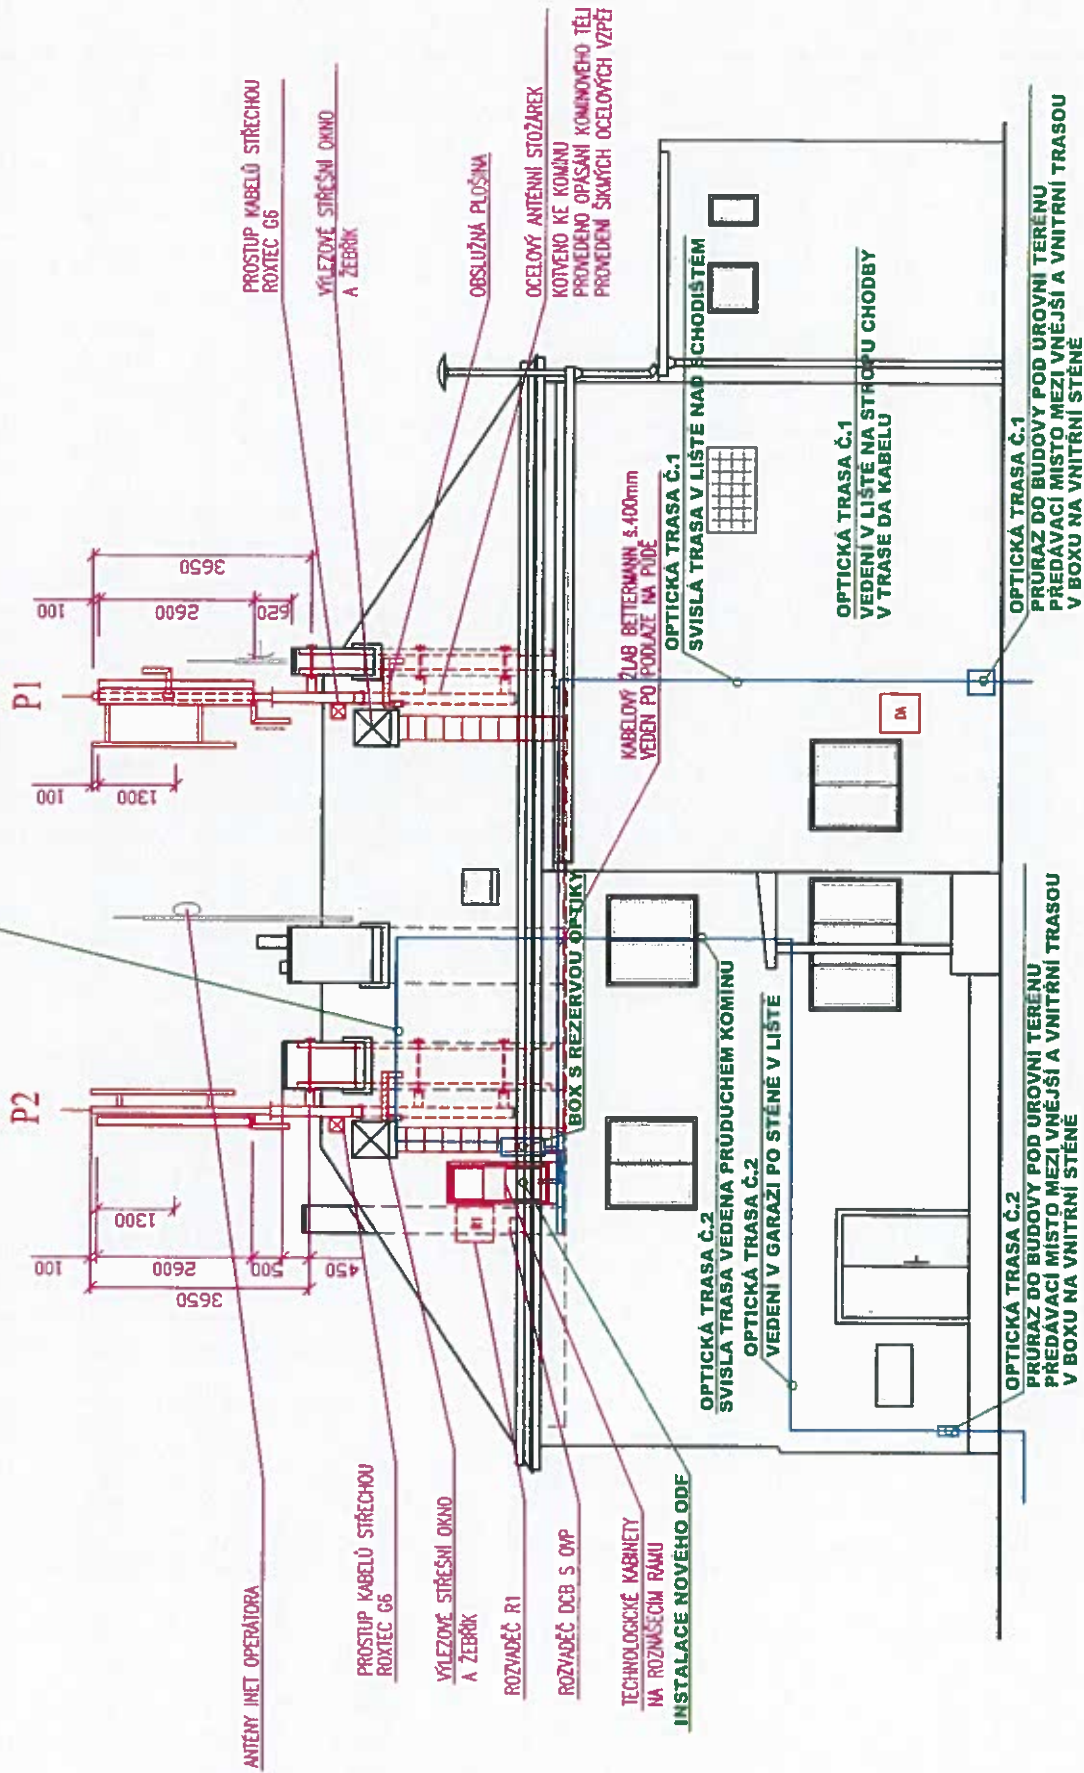 P2
P1
100
2600
500
450
3650
1300
100
1300
100
2600
620
3650
ANTÉNY INET OPERÁTORA
PROSTUP KABELŮ STŘECHOU
ROXTEC G6
VÝLEZOVÉ STŘEŠNÍ OKNO
A ŽEBŘÍK
ROZVADĚČ R1
ROZVADĚČ DCB S OVP
TECHNOLOGICKÉ KABINETY
NA ROZNÁŠECÍM RÁMU
INSTALACE NOVÉHO ODF
R1
PROSTUP KABELŮ STŘECHOU
ROXTEC G6
VÝLEZOVÉ STŘEŠNÍ OKNO
A ŽEBŘÍK
OBSLUŽNÁ PLOŠINA
OCELOVÝ ANTENNÍ STOŽÁREK
KOTVENO KE KOMÍNU
PROVEDENO OPÁSÁNÍ KOMÍNOVÉHO TĚL
PROVEDENÍ ŠIKMÝCH OCELOVÝCH VZPĚR
BOX S REZERVOU OPTIKY
KABELOVÝ ŽLAB BETTERMANN š.400mm
VEDEN PO PODLAZE NA PŮDĚ
OPTICKÁ TRASA Č.1
SVISLÁ TRASA V LIŠTĚ NAD SCHODIŠTĚM
OPTICKÁ TRASA Č.2
SVISLÁ TRASA VEDENA PRŮDUCHEM KOMÍNU
OPTICKÁ TRASA Č.2
VEDENÍ V GARÁŽI PO STĚNĚ V LIŠTĚ
DA
OPTICKÁ TRASA Č.1
VEDENÍ V LIŠTĚ NA STROPU CHODBY
V TRASE DA KABELU
OPTICKÁ TRASA Č.2
PRŮRAZ DO BUDOVY POD ÚROVNÍ TERÉNU
PŘEDÁVACÍ MÍSTO MEZI VNĚJŠÍ A VNITŘNÍ TRASOU
V BOXU NA VNITŘNÍ STĚNĚ
OPTICKÁ TRASA Č.1
PRŮRAZ DO BUDOVY POD ÚROVNÍ TERÉNU
PŘEDÁVACÍ MÍSTO MEZI VNĚJŠÍ A VNITŘNÍ TRASOU
V BOXU NA VNITŘNÍ STĚNĚ